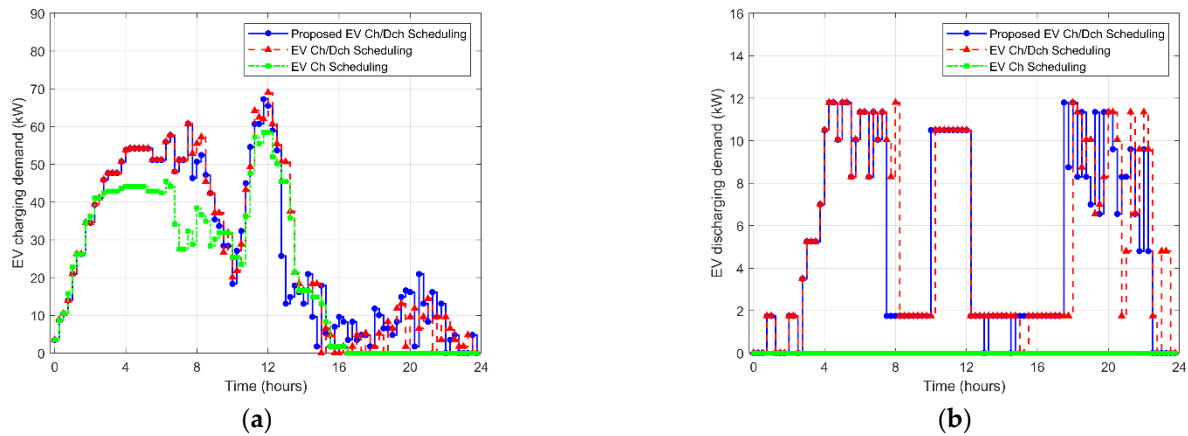 90
80
70
60
50
40
30
20
10
0
EV charging demand (kW)
Proposed EV Ch/Dch Scheduling
EV Ch/Dch Scheduling
EV Ch Scheduling
0 4 8 12 16 20 24
Time (hours)
(a)
16
14
12
10
8
6
4
2
0
EV discharging demand (kW)
Proposed EV Ch/Dch Scheduling
EV Ch/Dch Scheduling
EV Ch Scheduling
0 4 8 12 16 20 24
Time (hours)
(b)